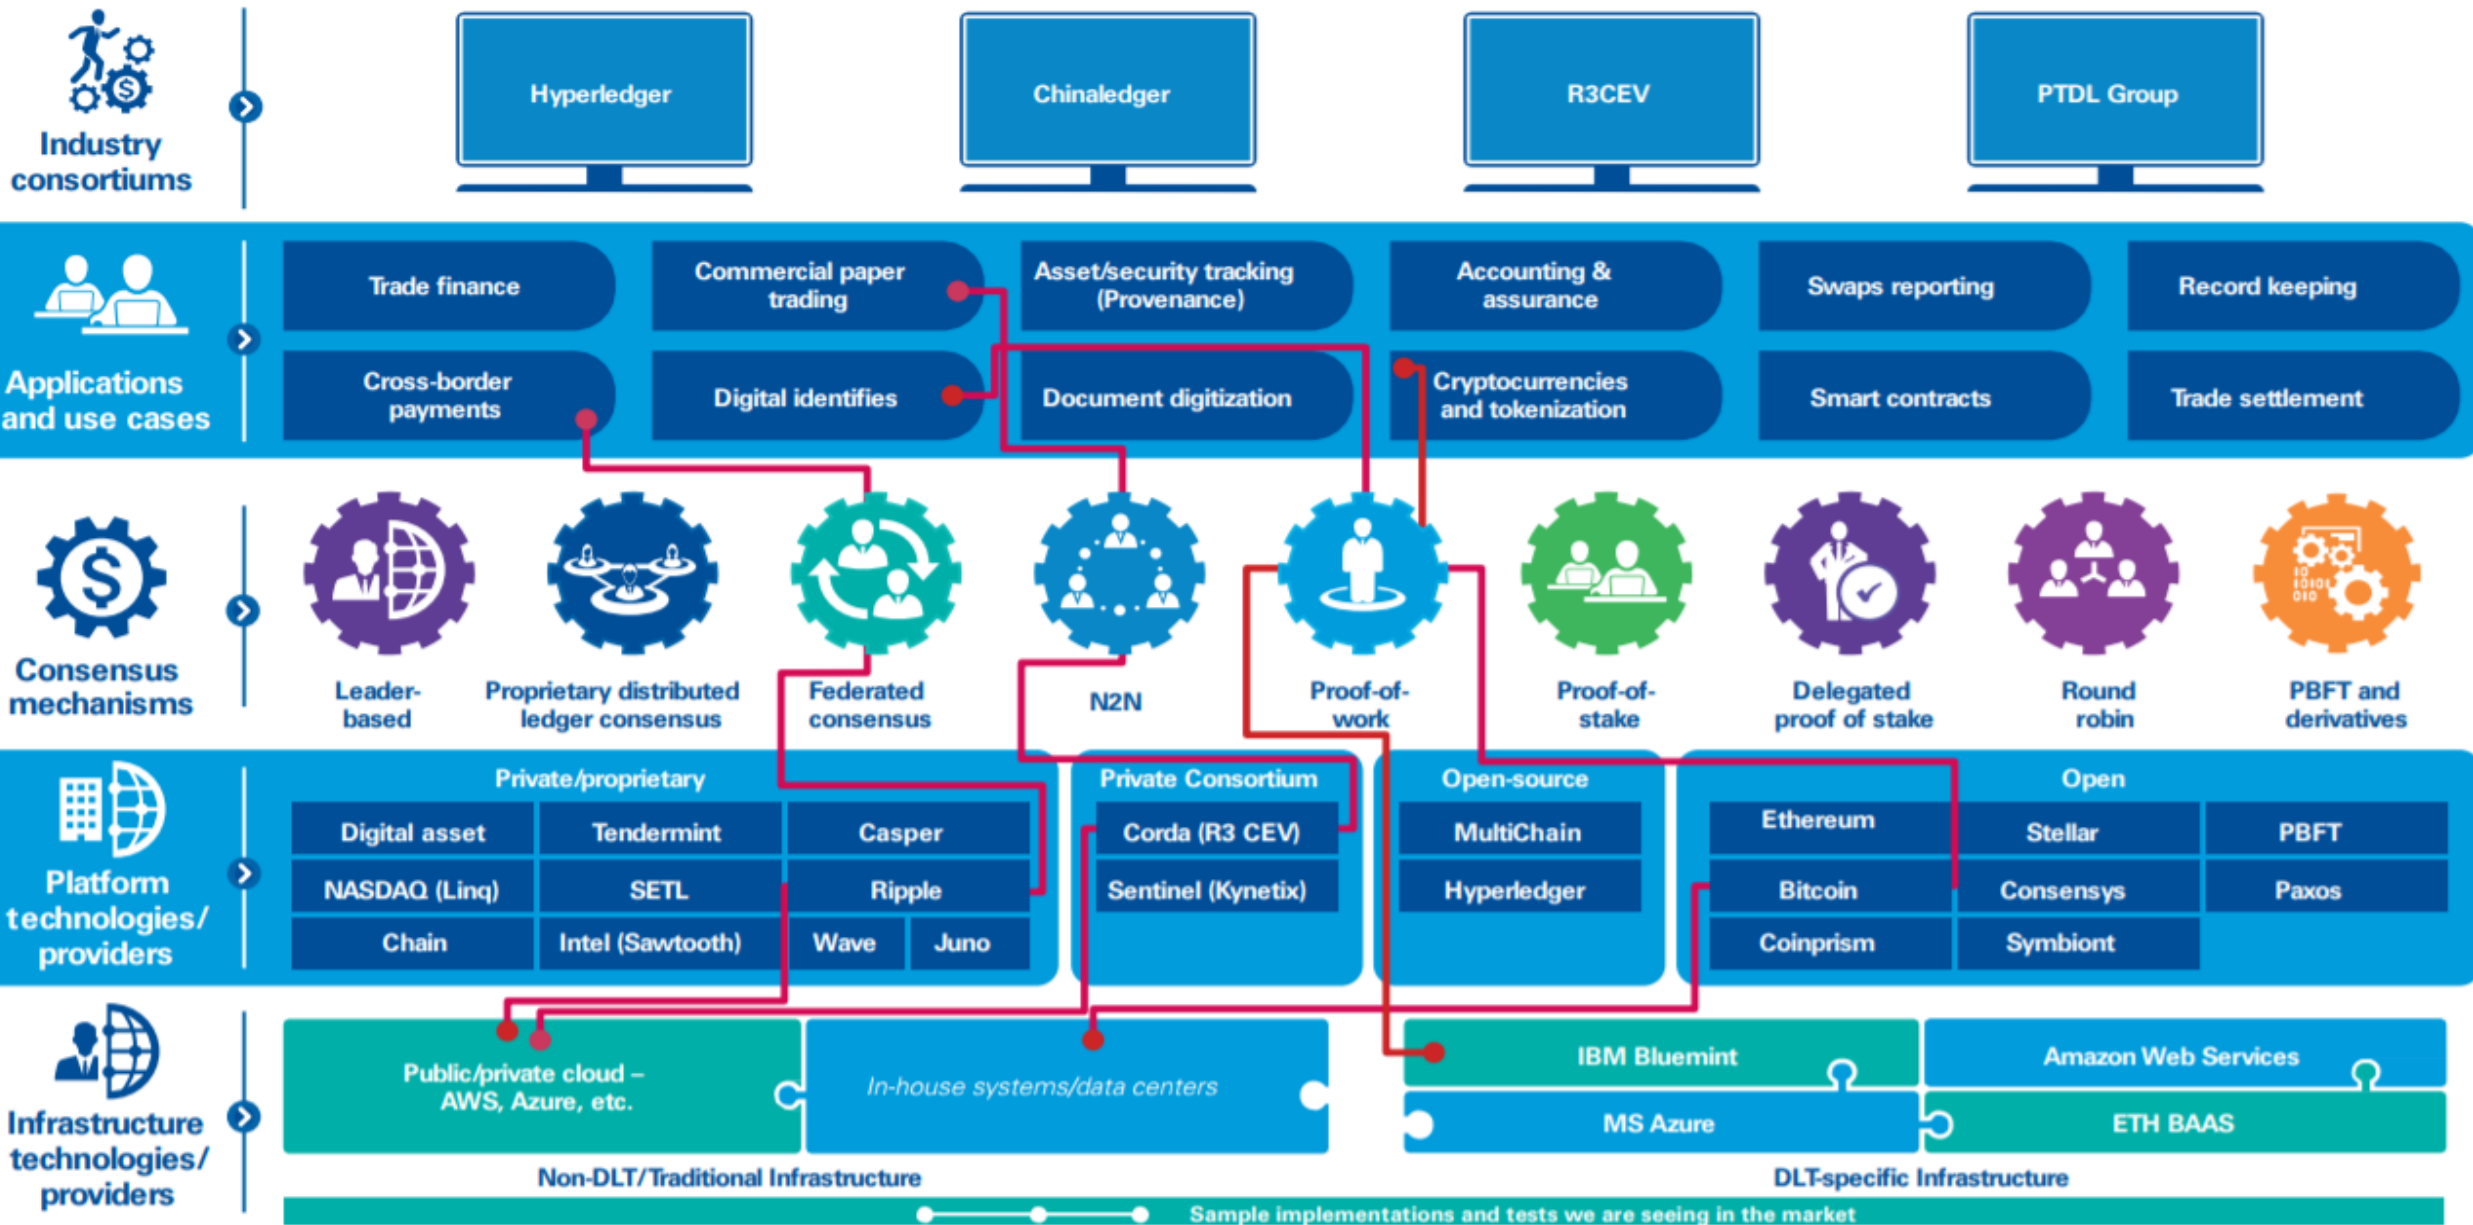 Industry
consortiums
Hyperledger
Chinaledger
R3CEV
PTDL Group
Applications
and use cases
Trade finance
Commercial paper
trading
Asset/security tracking
(Provenance)
Accounting &
assurance
Swaps reporting
Record keeping
Cross-border
payments
Digital identifies
Document digitization
Cryptocurrencies
and tokenization
Smart contracts
Trade settlement
Consensus
mechanisms
Leader-
based
Proprietary distributed
ledger consensus
Federated
consensus
N2N
Proof-of-
work
Proof-of-
stake
Delegated
proof of stake
Round
robin
PBFT and
derivatives
Platform
technologies/
providers
Private/proprietary
Digital asset
Tendermint
Casper
NASDAQ (Linq)
SETL
Ripple
Chain
Intel (Sawtooth)
Wave
Juno
Private Consortium
Corda (R3 CEV)
Sentinel (Kynetix)
Open-source
MultiChain
Hyperledger
Open
Ethereum
Stellar
PBFT
Bitcoin
Consensys
Paxos
Coinprism
Symbiont
Infrastructure
technologies/
providers
Public/private cloud –
AWS, Azure, etc.
In-house systems/data centers
IBM Bluemint
Amazon Web Services
MS Azure
ETH BAAS
Non-DLT/Traditional Infrastructure
DLT-specific Infrastructure
Sample implementations and tests we are seeing in the market